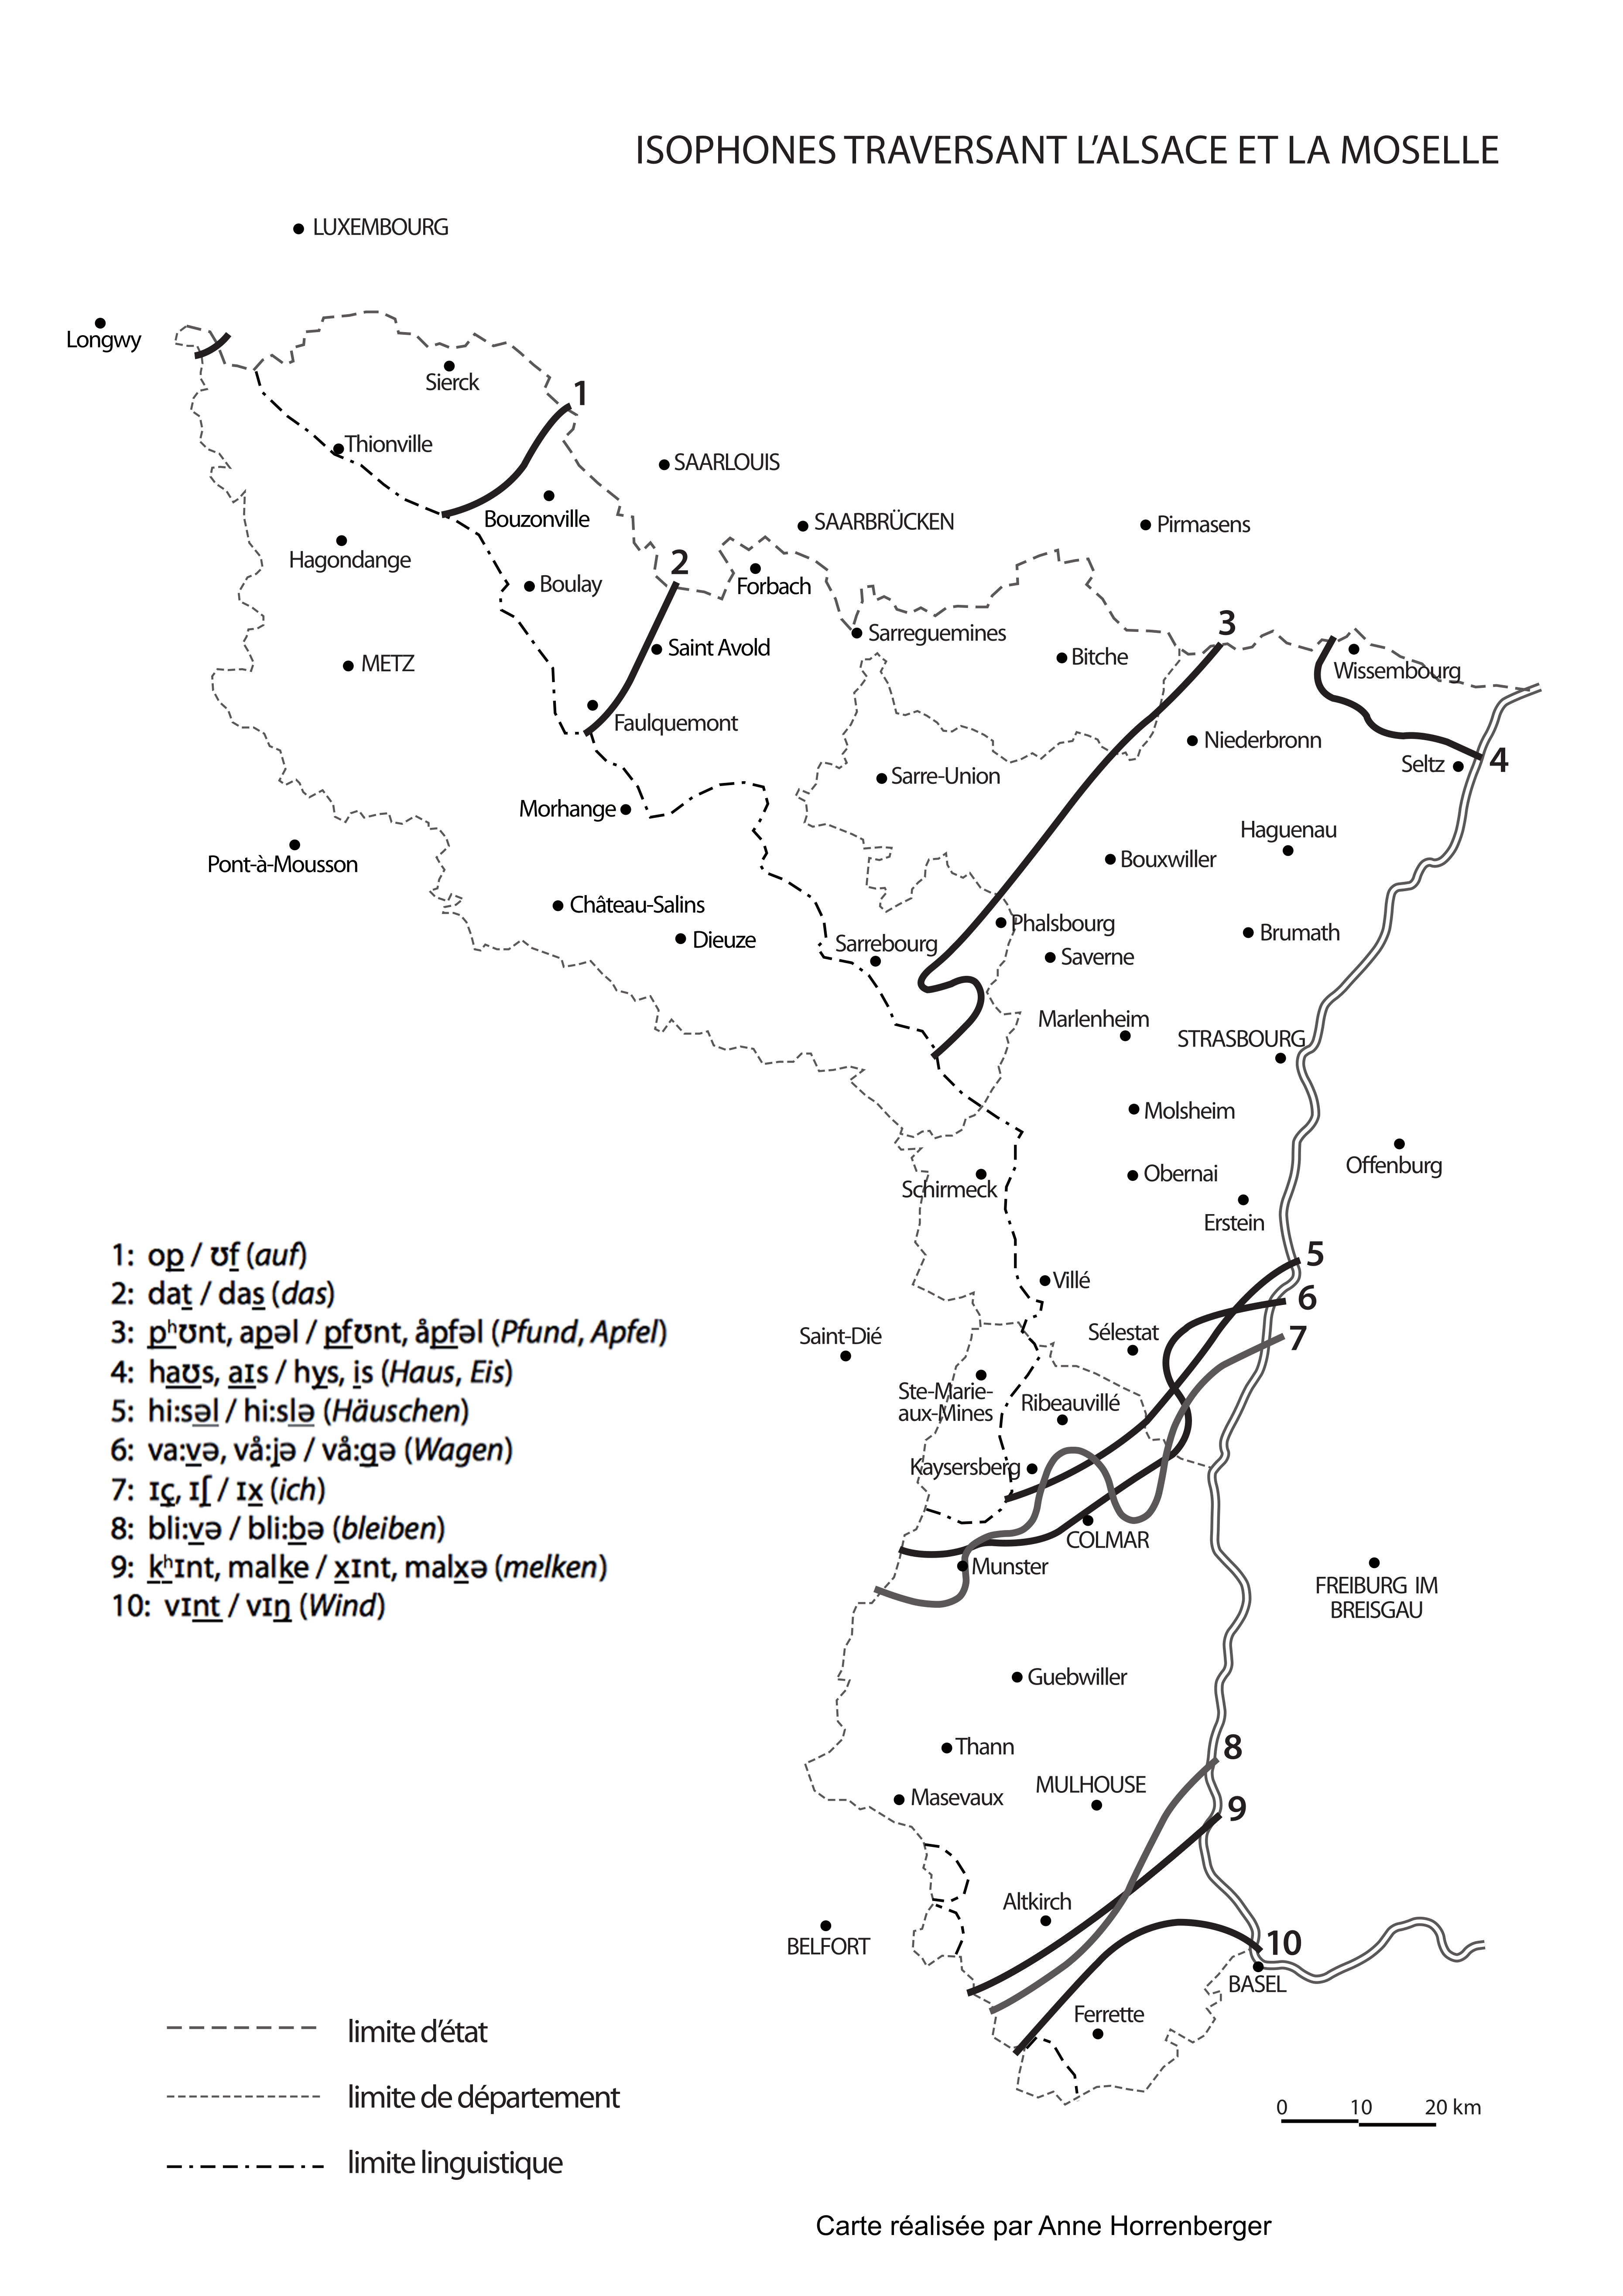 ISOPHONES TRAVERSANT L'ALSACE ET LA MOSELLE
LUXEMBOURG
Longwy
Sierck
1
Thionville
SAARLOUIS
Bouzonville
SAARBRÜCKEN
Pirmasens
Hagondange
2
Boulay
Forbach
3
Sarreguemines
Saint Avold
Bitche
METZ
Wissembourg
Faulquemont
Niederbronn
4
Seltz
Sarre-Union
Morhange
Haguenau
Bouxwiller
Pont-à-Mousson
Château-Salins
Phalsbourg
Brumath
Dieuze
Sarrebourg
Saverne
Marlenheim
STRASBOURG
Molsheim
Offenburg
Obernai
Schirmeck
Erstein
5
1: op / ʊf (auf)
2: dat / das (das)
3: pʰʊnt, apəl / pfʊnt, åpfəl (Pfund, Apfel)
4: haʊs, aɪs / hys, is (Haus, Eis)
5: hi:səl / hi:slə (Häuschen)
6: va:və, vå:jə / vå:gə (Wagen)
7: ɪç, ɪʃ / ɪx (ich)
8: bli:və / bli:bə (bleiben)
9: kʰɪnt, malke / xɪnt, malxə (melken)
10: vɪnt / vɪŋ (Wind)
Villé
6
Saint-Dié
Sélestat
7
Ste-Marie-
aux-Mines
Ribeauvillé
Kaysersberg
COLMAR
Munster
FREIBURG IM
BREISGAU
Guebwiller
Thann
8
MULHOUSE
Masevaux
9
Altkirch
BELFORT
10
BASEL
Ferrette
limite d'état
limite de département
limite linguistique
0 10 20 km
Carte réalisée par Anne Horrenberger